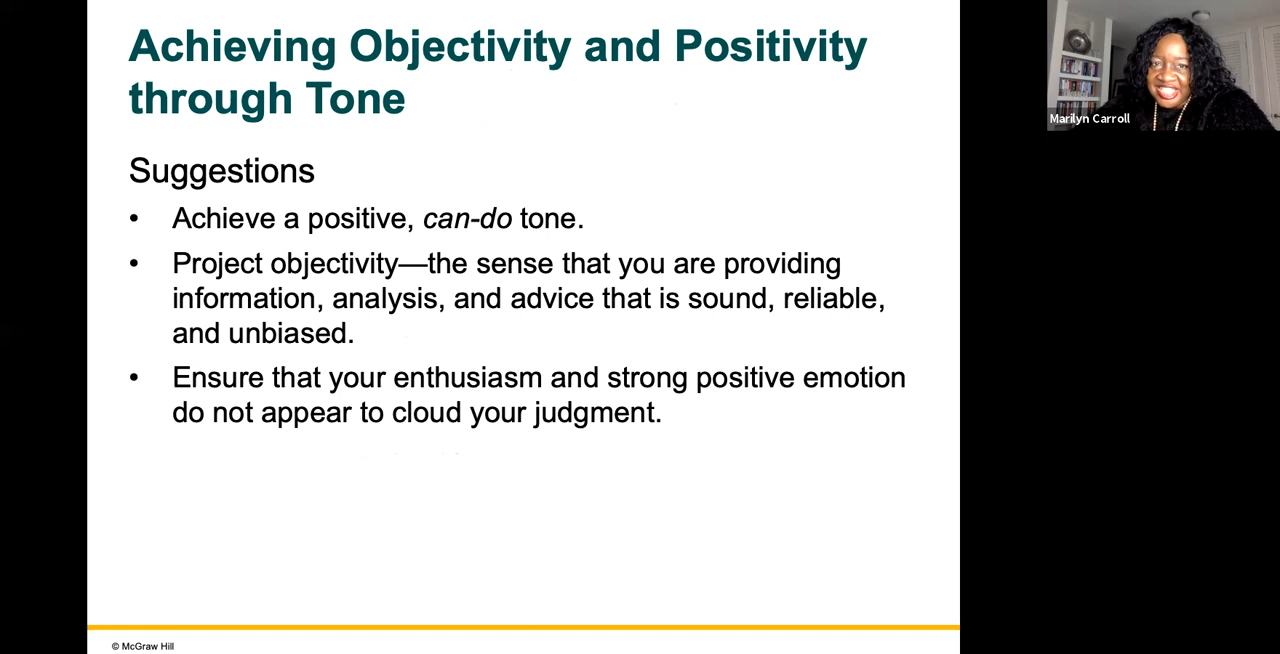 Achieving Objectivity and Positivity
through Tone
Suggestions
• Achieve a positive, can-do tone.
• Project objectivity—the sense that you are providing
information, analysis, and advice that is sound, reliable,
and unbiased.
• Ensure that your enthusiasm and strong positive emotion
do not appear to cloud your judgment.
© McGraw Hill
Marilyn Carroll